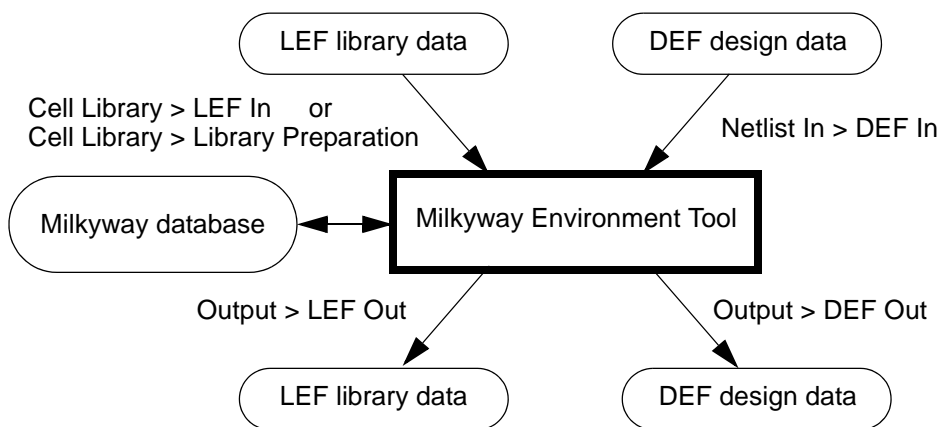 LEF library data
DEF design data
Cell Library > LEF In or
Cell Library > Library Preparation
Netlist In > DEF In
Milkyway database
Milkyway Environment Tool
Output > LEF Out
Output > DEF Out
LEF library data
DEF design data